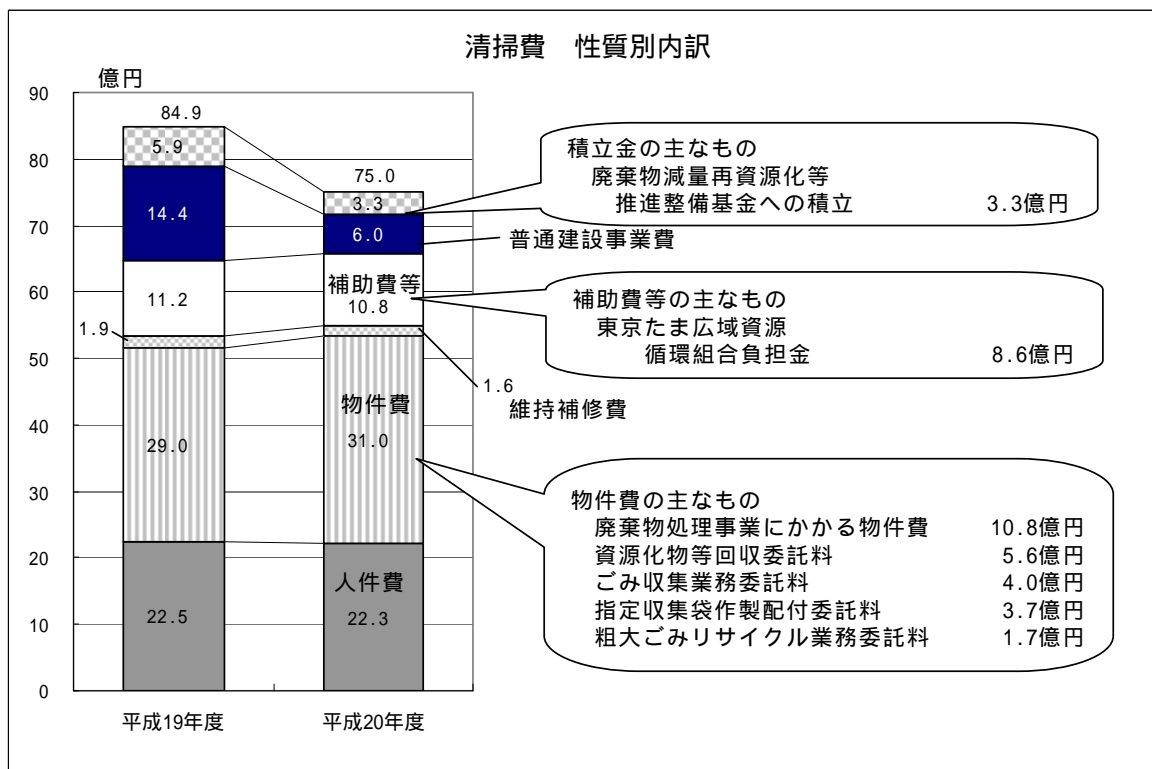 清掃費　性質別内訳
億円
90
80
70
60
50
40
30
20
10
0
84.9
5.9
14.4
11.2
1.9
29.0
22.5
平成19年度
75.0
3.3
6.0
補助費等
10.8
1.6
物件費
31.0
人件費
22.3
平成20年度
普通建設事業費
維持補修費
積立金の主なもの
廃棄物減量再資源化等
推進整備基金への積立　3.3億円
補助費等の主なもの
東京たま広域資源
循環組合負担金　8.6億円
物件費の主なもの
廃棄物処理事業にかかる物件費　10.8億円
資源化物等回収委託料　5.6億円
ごみ収集業務委託料　4.0億円
指定収集袋作製配付委託料　3.7億円
粗大ごみリサイクル業務委託料　1.7億円